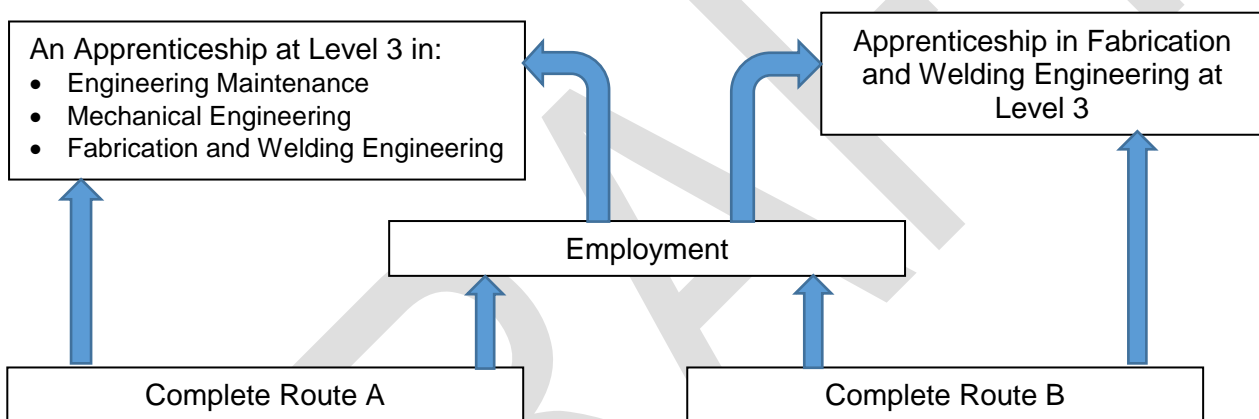 An Apprenticeship at Level 3 in:
• Engineering Maintenance
• Mechanical Engineering
• Fabrication and Welding Engineering
Apprenticeship in Fabrication
and Welding Engineering at
Level 3
Employment
Complete Route A
Complete Route B